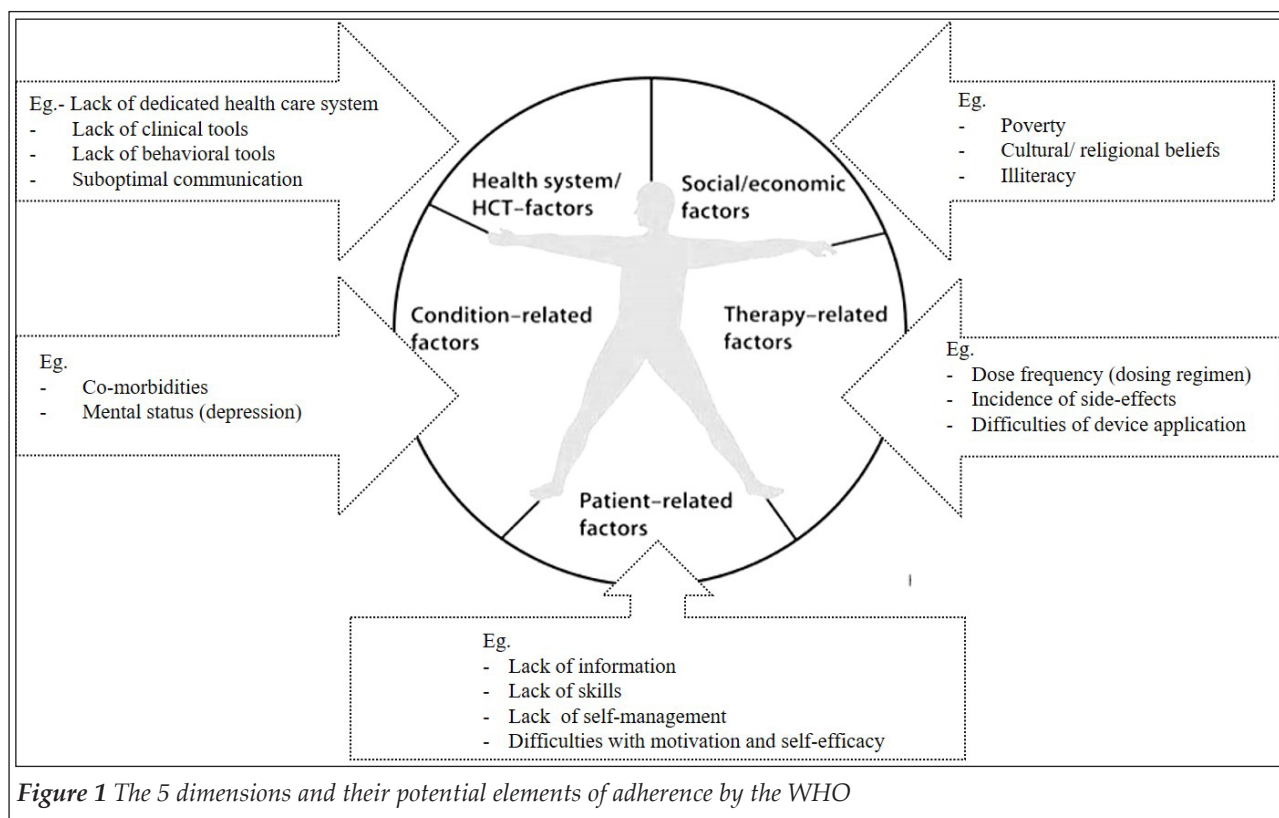 Eg.- Lack of dedicated health care system
- Lack of clinical tools
- Lack of behavioral tools
- Suboptimal communication
Eg.
- Poverty
- Cultural/ religional beliefs
- Illiteracy
Health system/
HCT–factors
Social/economic
factors
Condition–related
factors
Therapy–related
factors
Patient–related
factors
Eg.
- Co-morbidities
- Mental status (depression)
Eg.
- Dose frequency (dosing regimen)
- Incidence of side-effects
- Difficulties of device application
Eg.
- Lack of information
- Lack of skills
- Lack of self-management
- Difficulties with motivation and self-efficacy
Figure 1 The 5 dimensions and their potential elements of adherence by the WHO